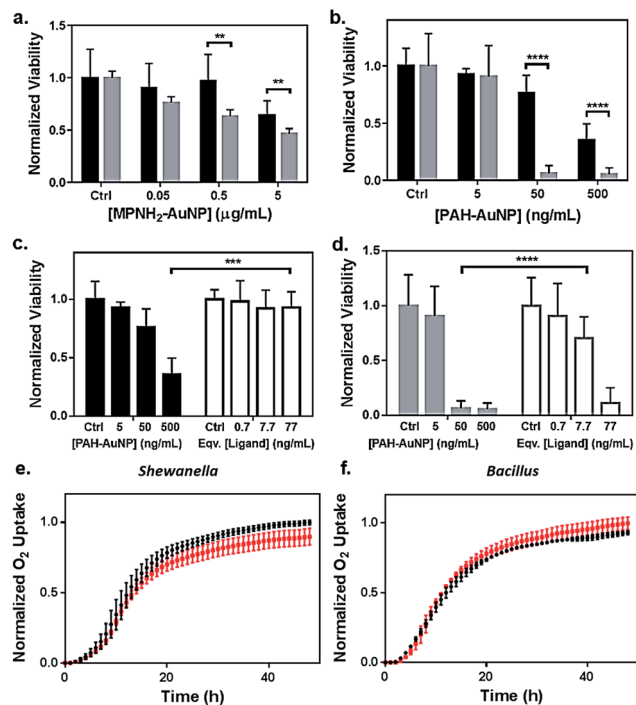 a.
b.
Normalized Viability
1.5
1.0
0.5
0.0
**
**
Ctrl 0.05 0.5 5
[MPNH₂-AuNP] (μg/mL)
Normalized Viability
1.5
1.0
0.5
0.0
****
****
Ctrl 5 50 500
[PAH-AuNP] (ng/mL)
c.
d.
Normalized Viability
1.5
1.0
0.5
0.0
***
Ctrl 5 50 500 Ctrl 0.7 7.7 77
[PAH-AuNP] (ng/mL) Eqv. [Ligand] (ng/mL)
Normalized Viability
1.5
1.0
0.5
0.0
****
Ctrl 5 50 500 Ctrl 0.7 7.7 77
[PAH-AuNP] (ng/mL) Eqv. [Ligand] (ng/mL)
e.
Shewanella
f.
Bacillus
Normalized O₂ Uptake
1.0
0.5
0.0
0 20 40
Time (h)
Normalized O₂ Uptake
1.0
0.5
0.0
0 20 40
Time (h)